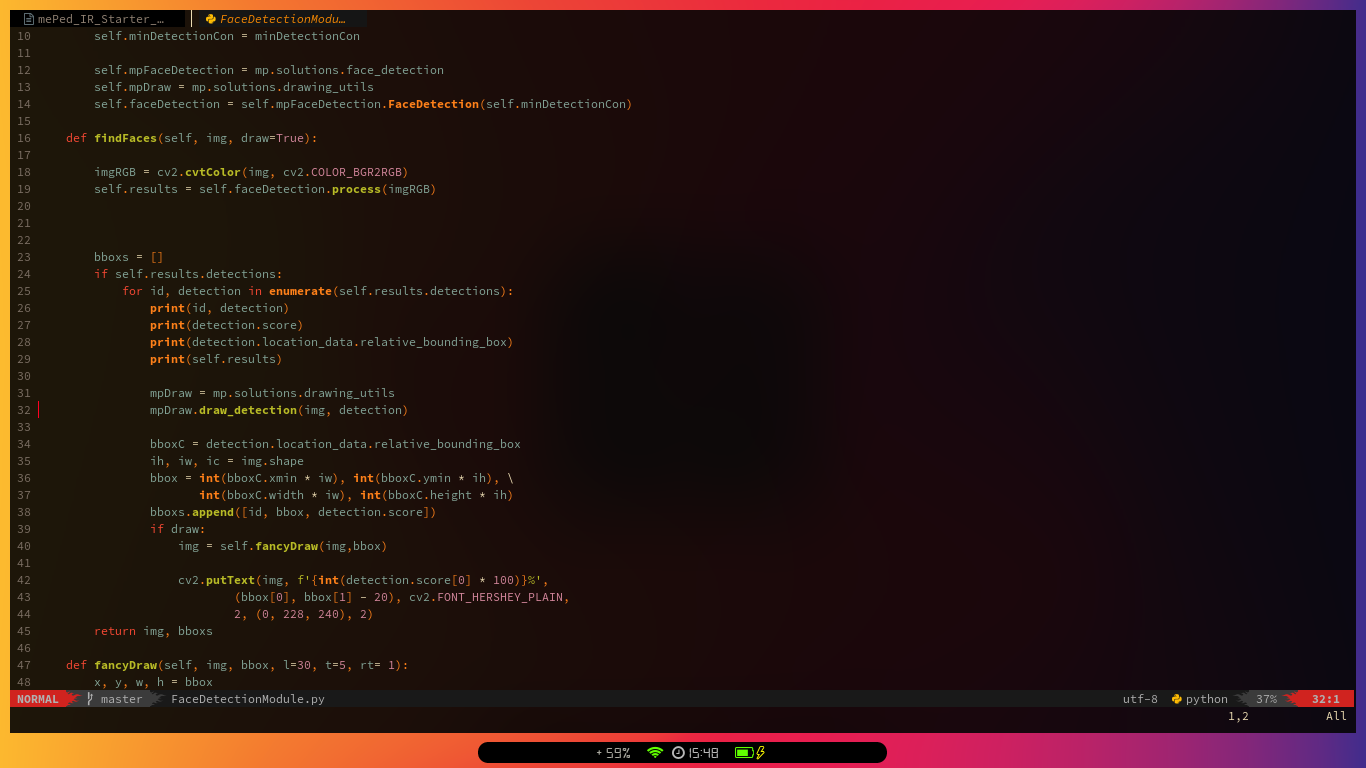 mePed_IR_Starter_… FaceDetectionModu…
10 self.minDetectionCon = minDetectionCon
11
12 self.mpFaceDetection = mp.solutions.face_detection
13 self.mpDraw = mp.solutions.drawing_utils
14 self.faceDetection = self.mpFaceDetection.FaceDetection(self.minDetectionCon)
15
16 def findFaces(self, img, draw=True):
17
18 imgRGB = cv2.cvtColor(img, cv2.COLOR_BGR2RGB)
19 self.results = self.faceDetection.process(imgRGB)
20
21
22
23 bboxs = []
24 if self.results.detections:
25 for id, detection in enumerate(self.results.detections):
26 print(id, detection)
27 print(detection.score)
28 print(detection.location_data.relative_bounding_box)
29 print(self.results)
30
31 mpDraw = mp.solutions.drawing_utils
32 mpDraw.draw_detection(img, detection)
33
34 bboxC = detection.location_data.relative_bounding_box
35 ih, iw, ic = img.shape
36 bbox = int(bboxC.xmin * iw), int(bboxC.ymin * ih), \
37 int(bboxC.width * iw), int(bboxC.height * ih)
38 bboxs.append([id, bbox, detection.score])
39 if draw:
40 img = self.fancyDraw(img,bbox)
41
42 cv2.putText(img, f'{int(detection.score[0] * 100)}%',
43 (bbox[0], bbox[1] - 20), cv2.FONT_HERSHEY_PLAIN,
44 2, (0, 228, 240), 2)
45 return img, bboxs
46
47 def fancyDraw(self, img, bbox, l=30, t=5, rt= 1):
48 x, y, w, h = bbox
NORMAL master FaceDetectionModule.py utf-8 python 37% 32:1
1,2 All
+ 59% 15:48